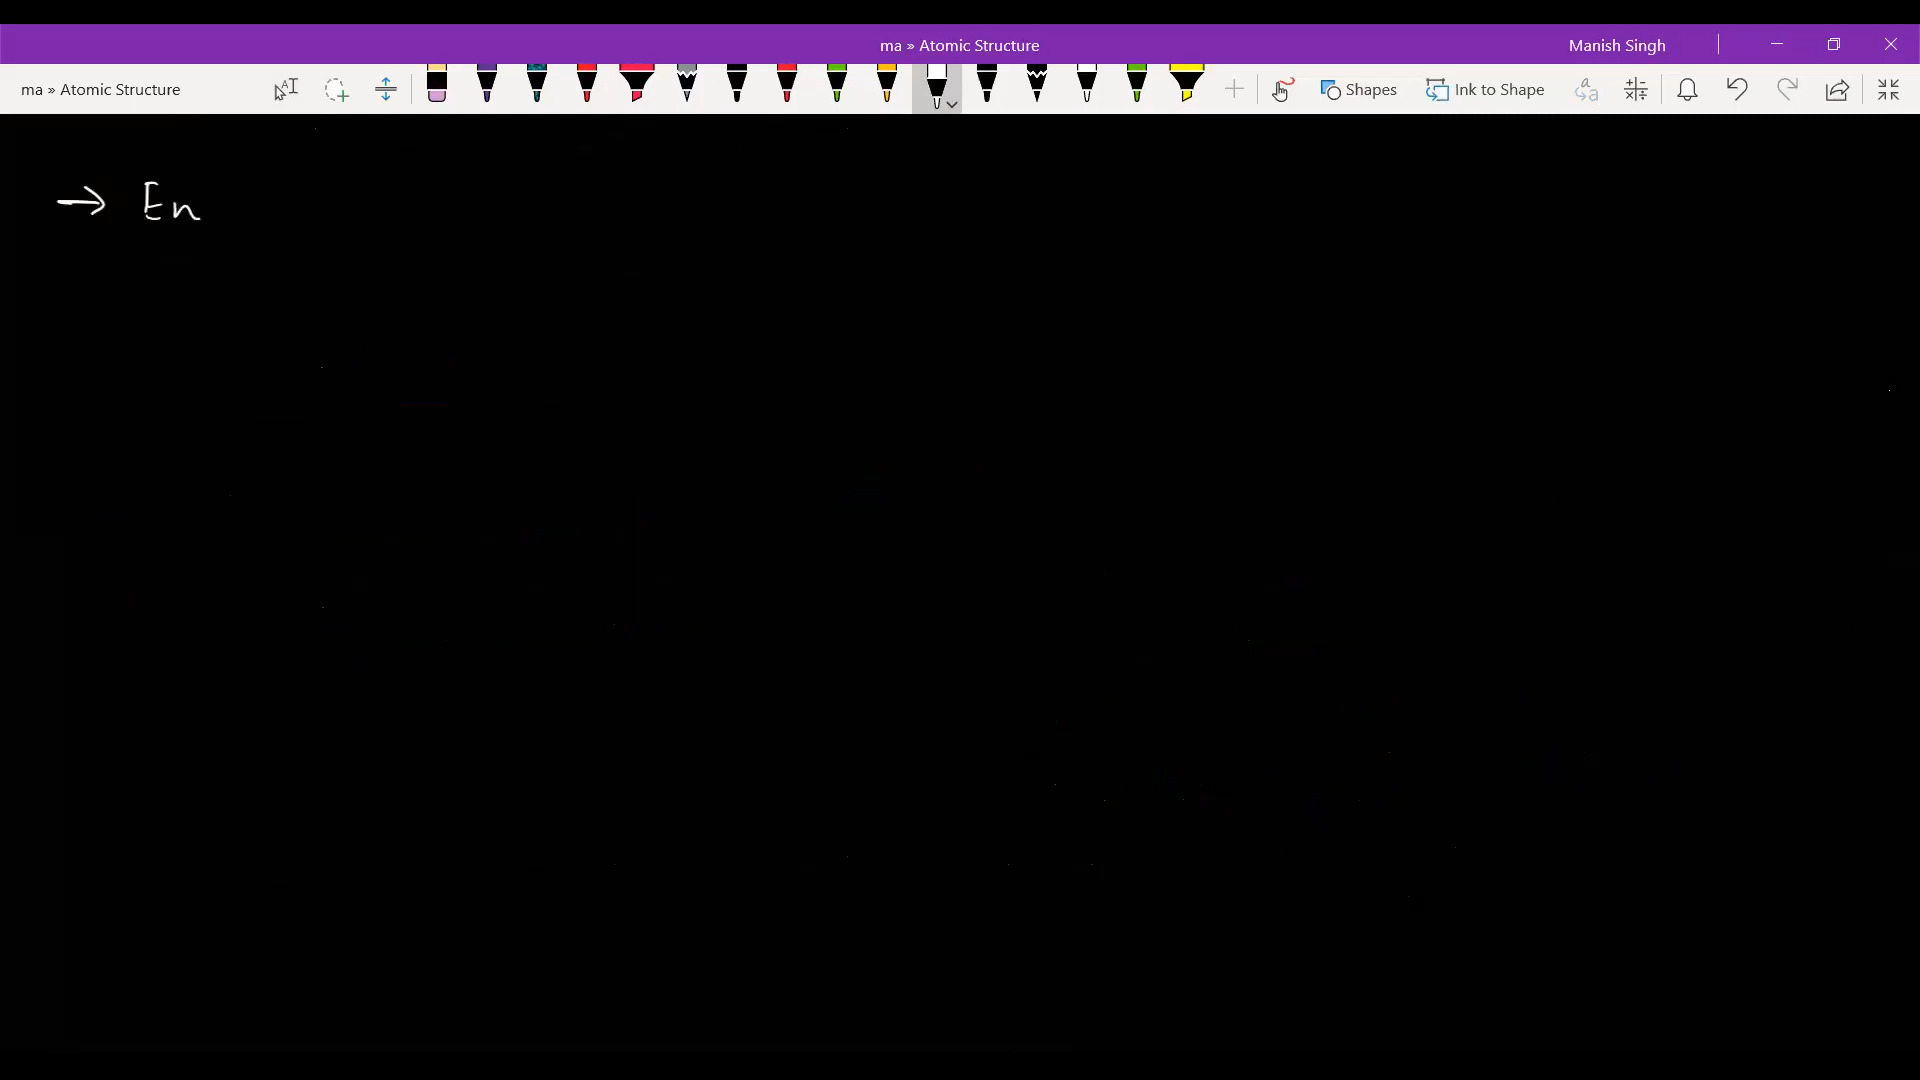 ma » Atomic Structure
Manish Singh
ma » Atomic Structure
Shapes
Ink to Shape
→ En